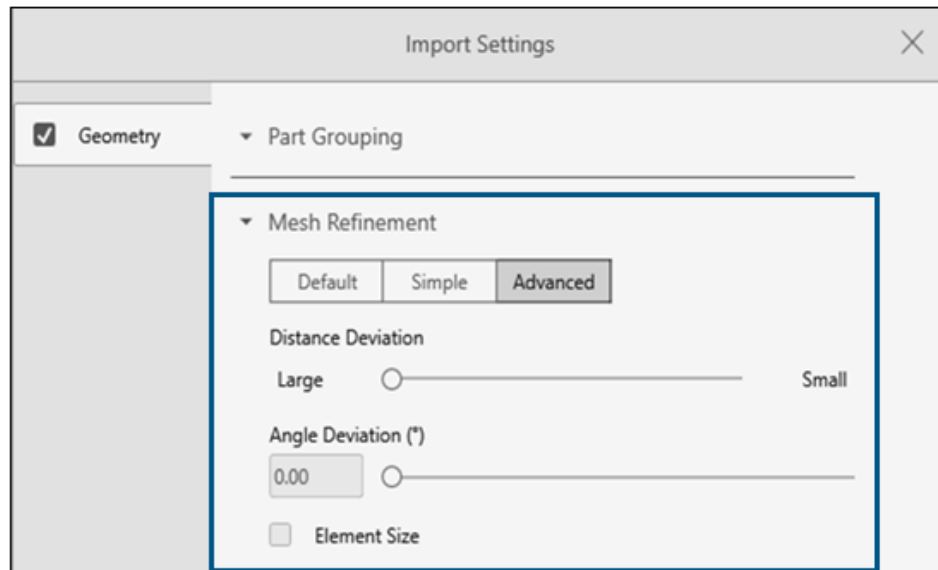 Import Settings
Geometry
Part Grouping
Mesh Refinement
Default Simple Advanced
Distance Deviation
Large Small
Angle Deviation (°)
0.00
Element Size